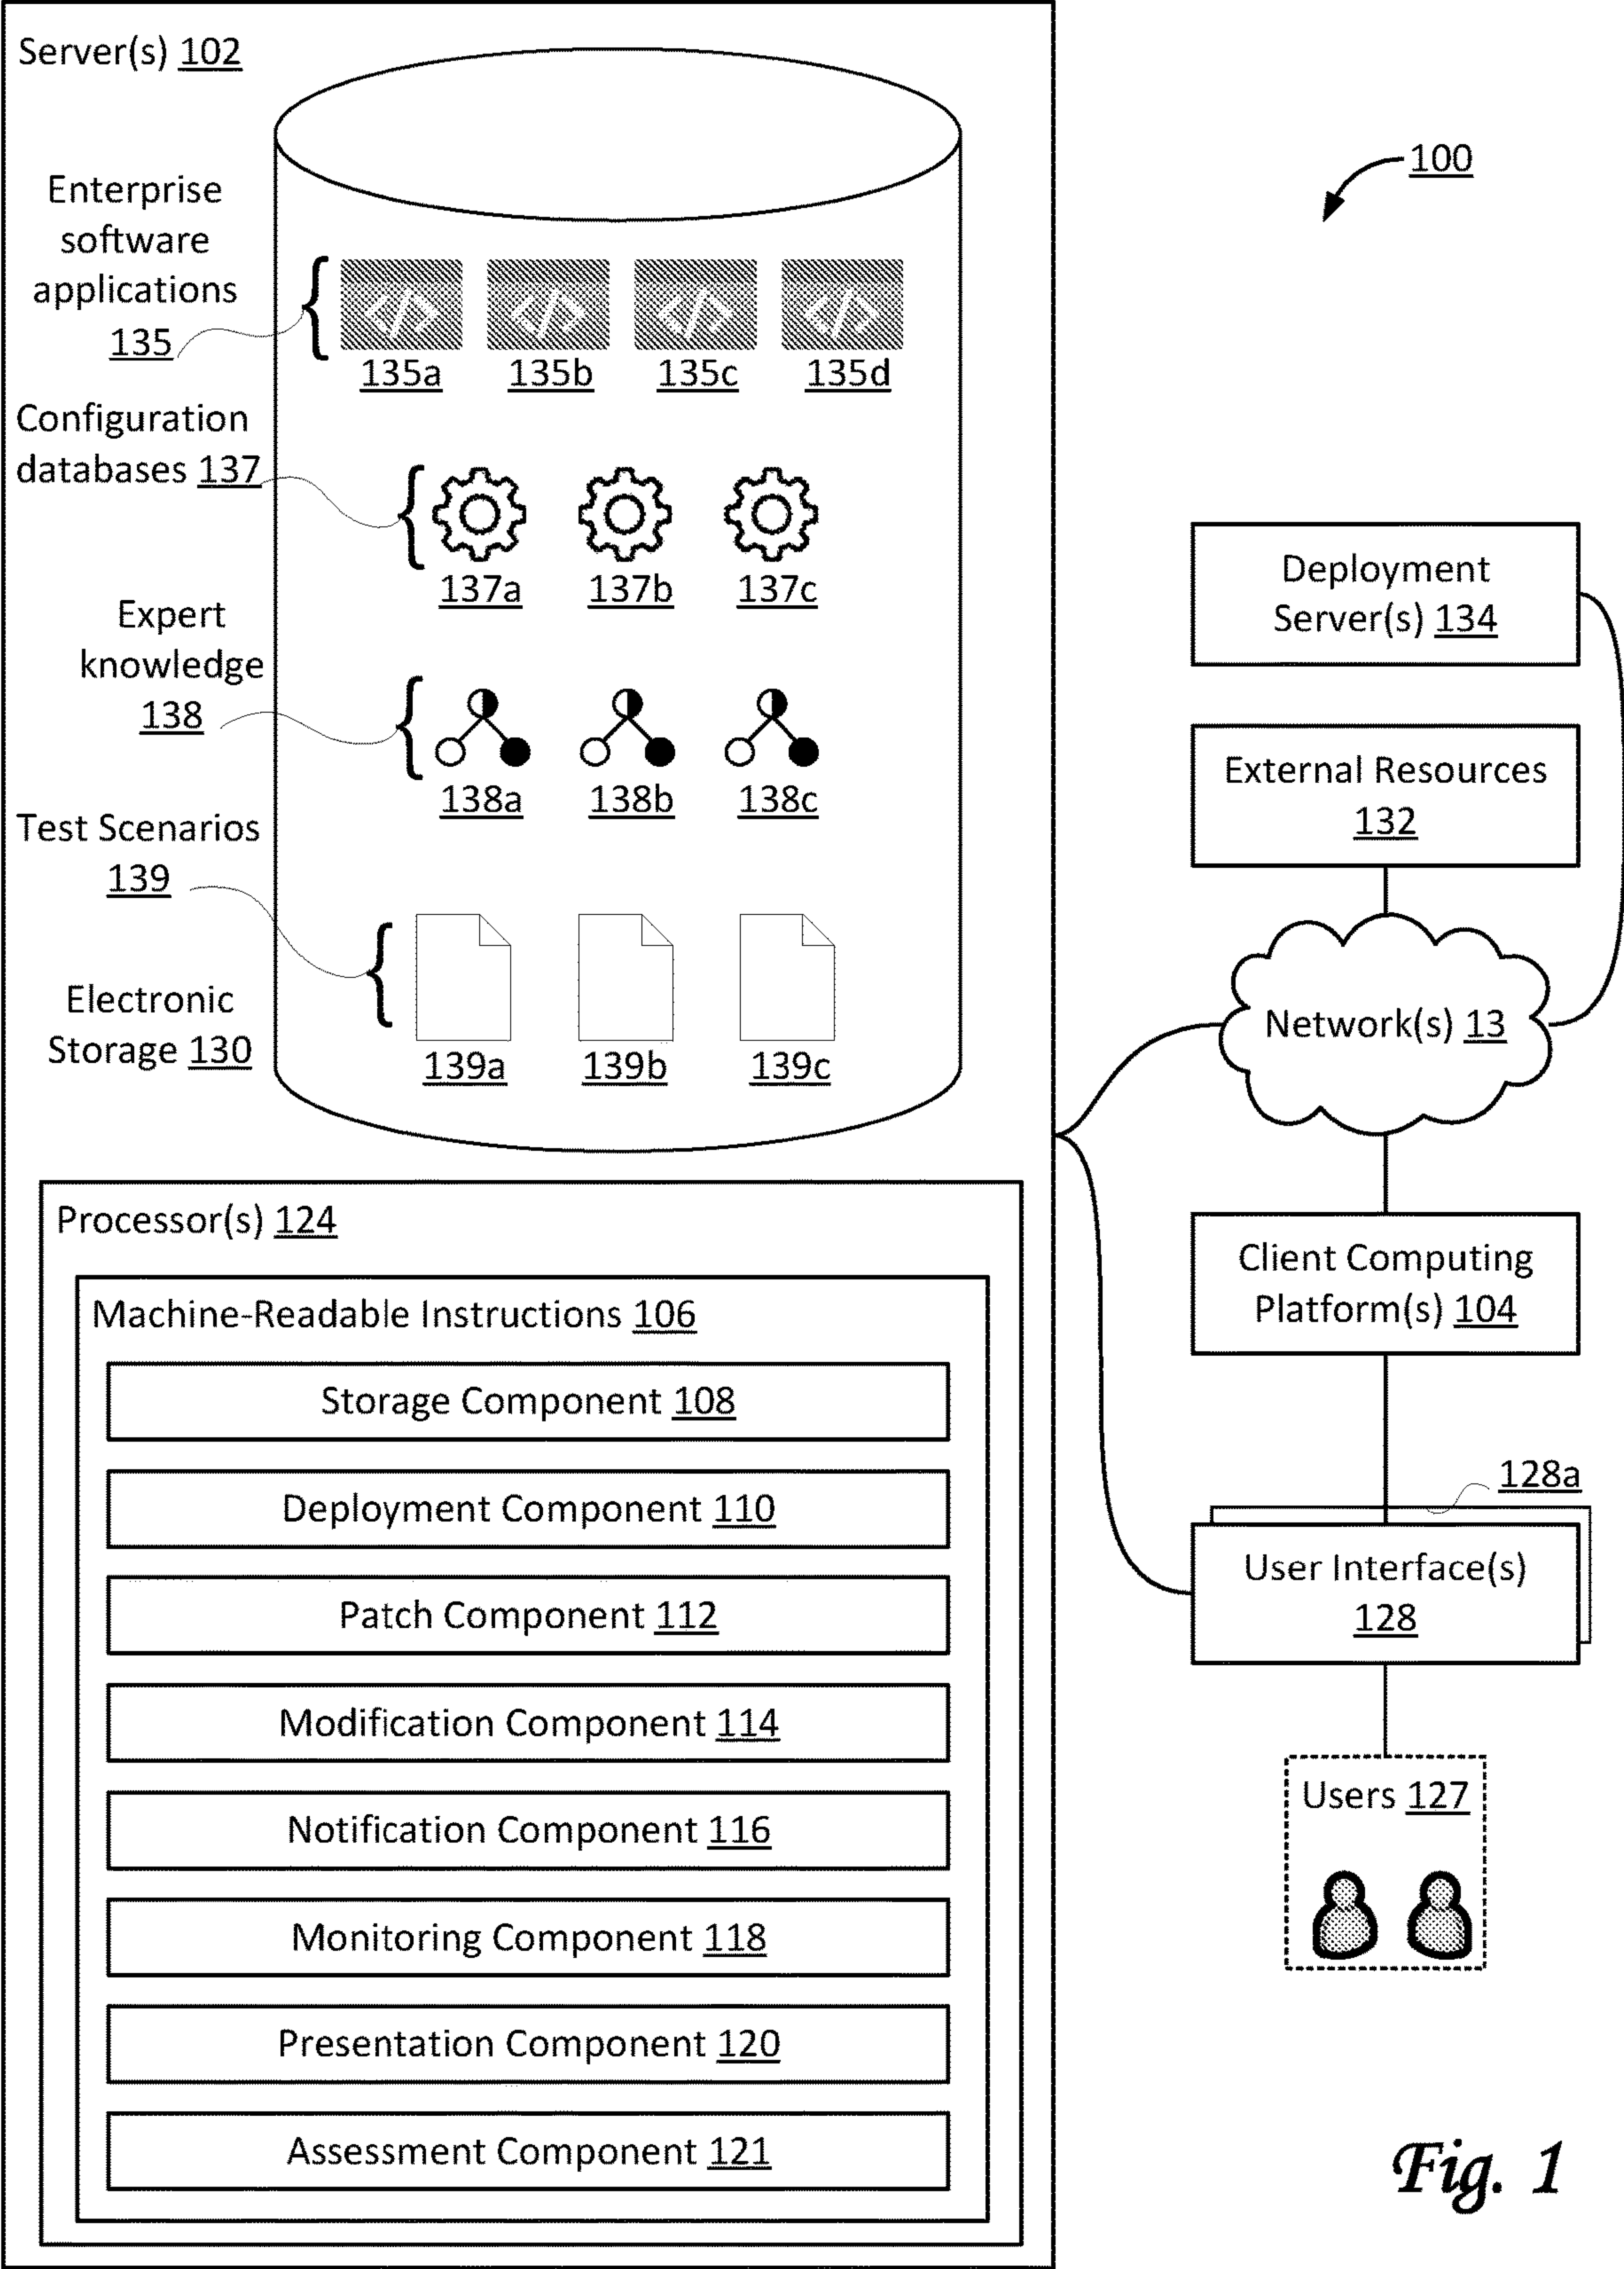 Server(s) 102
100
Enterprise
software
applications
135
135a 135b 135c 135d
Configuration
databases 137
137a 137b 137c
Expert
knowledge
138
138a 138b 138c
Test Scenarios
139
139a 139b 139c
Electronic
Storage 130
Processor(s) 124
Machine-Readable Instructions 106
Storage Component 108
Deployment Component 110
Patch Component 112
Modification Component 114
Notification Component 116
Monitoring Component 118
Presentation Component 120
Assessment Component 121
Deployment
Server(s) 134
External Resources
132
Network(s) 13
Client Computing
Platform(s) 104
128a
User Interface(s)
128
Users 127
Fig. 1